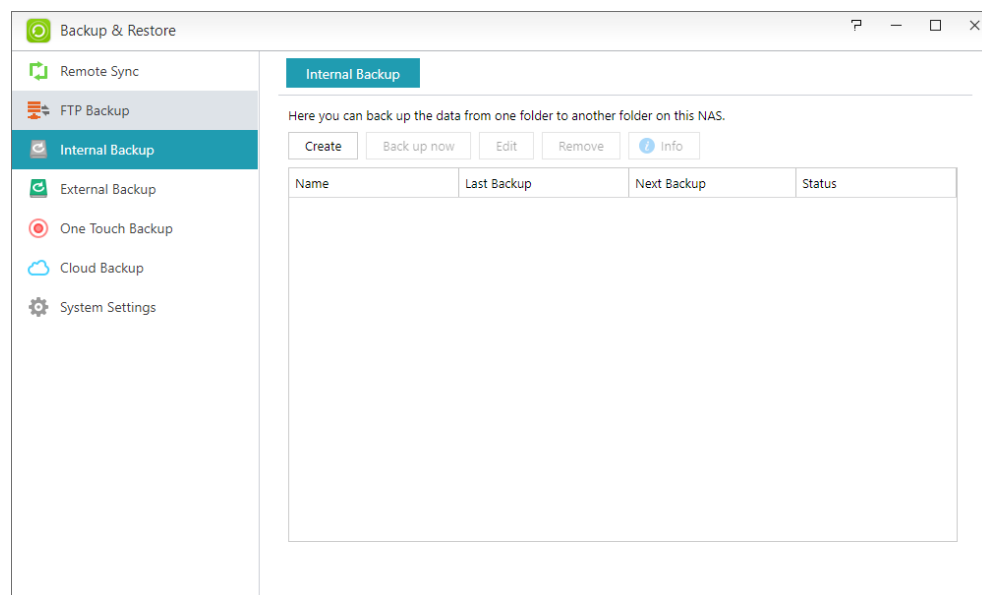 Backup & Restore
Remote Sync
FTP Backup
Internal Backup
External Backup
One Touch Backup
Cloud Backup
System Settings
Internal Backup
Here you can back up the data from one folder to another folder on this NAS.
Create Back up now Edit Remove Info
Name Last Backup Next Backup Status